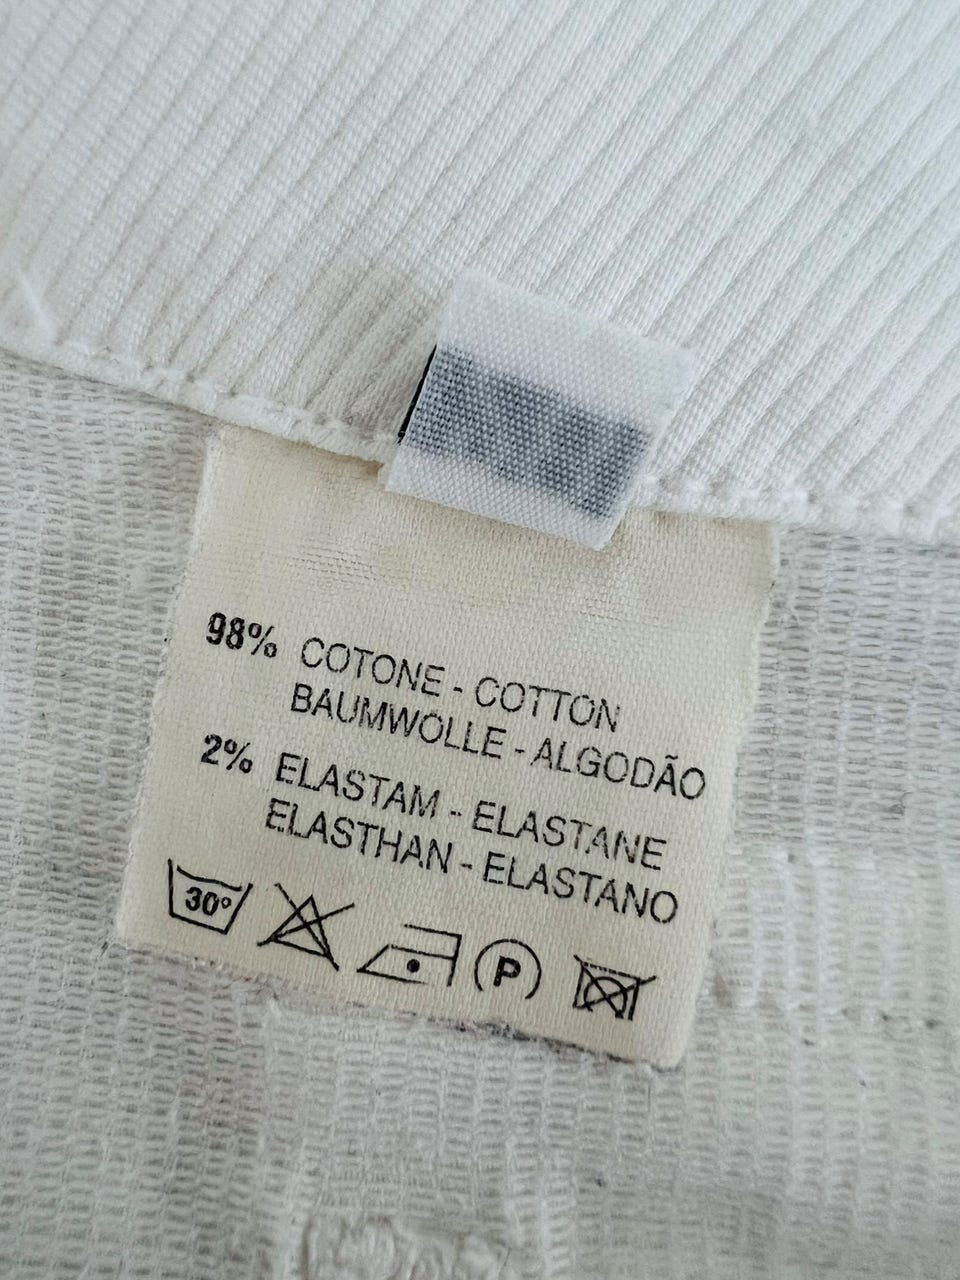 98% COTONE - COTTON
BAUMWOLLE - ALGODÃO
2% ELASTAM - ELASTANE
ELASTHAN - ELASTANO
30°
P